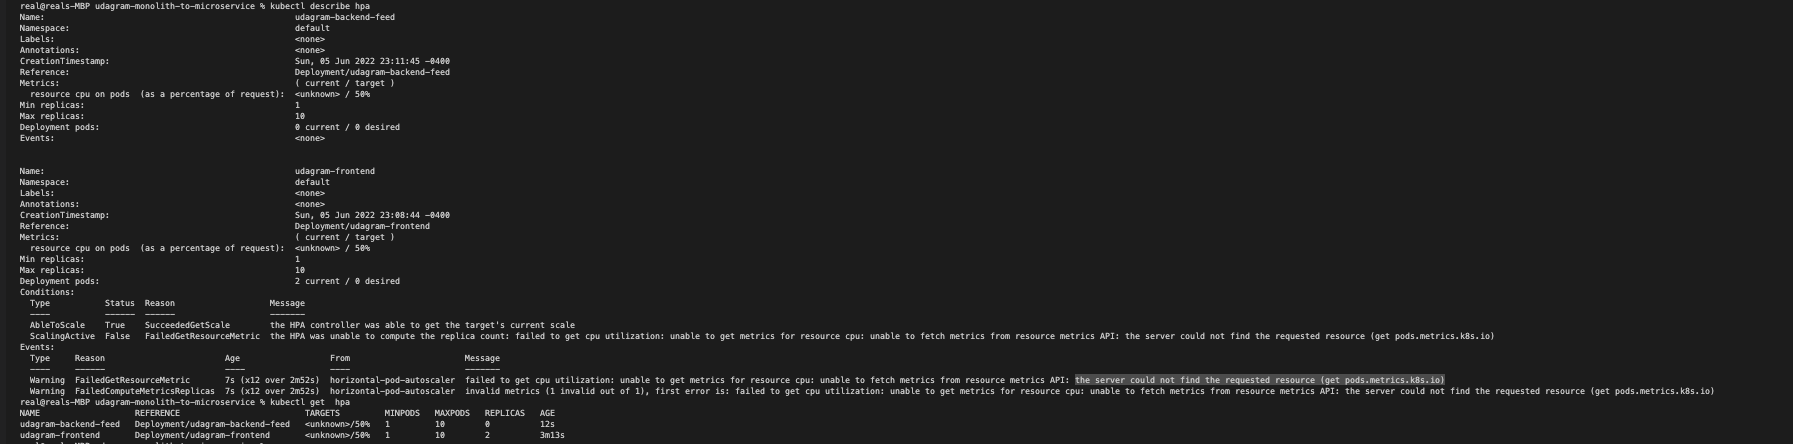 real@reals-MBP udagram-monolith-to-microservice % kubectl describe hpa
Name: udagram-backend-feed
Namespace: default
Labels: <none>
Annotations: <none>
CreationTimestamp: Sun, 05 Jun 2022 23:11:45 -0400
Reference: Deployment/udagram-backend-feed
Metrics: ( current / target )
resource cpu on pods (as a percentage of request): <unknown> / 50%
Min replicas: 1
Max replicas: 10
Deployment pods: 0 current / 0 desired
Events: <none>
Name: udagram-frontend
Namespace: default
Labels: <none>
Annotations: <none>
CreationTimestamp: Sun, 05 Jun 2022 23:08:44 -0400
Reference: Deployment/udagram-frontend
Metrics: ( current / target )
resource cpu on pods (as a percentage of request): <unknown> / 50%
Min replicas: 1
Max replicas: 10
Deployment pods: 2 current / 0 desired
Conditions:
Type Status Reason Message
---- ------ ------ -------
AbleToScale True SucceededGetScale the HPA controller was able to get the target's current scale
ScalingActive False FailedGetResourceMetric the HPA was unable to compute the replica count: failed to get cpu utilization: unable to get metrics for resource cpu: unable to fetch metrics from resource metrics API: the server could not find the requested resource (get pods.metrics.k8s.io)
Events:
Type Reason Age From Message
---- ------ ---- ---- -------
Warning FailedGetResourceMetric 7s (x12 over 2m52s) horizontal-pod-autoscaler failed to get cpu utilization: unable to get metrics for resource cpu: unable to fetch metrics from resource metrics API: the server could not find the requested resource (get pods.metrics.k8s.io)
Warning FailedComputeMetricsReplicas 7s (x12 over 2m52s) horizontal-pod-autoscaler invalid metrics (1 invalid out of 1), first error is: failed to get cpu utilization: unable to get metrics for resource cpu: unable to fetch metrics from resource metrics API: the server could not find the requested resource (get pods.metrics.k8s.io)
real@reals-MBP udagram-monolith-to-microservice % kubectl get hpa
NAME REFERENCE TARGETS MINPODS MAXPODS REPLICAS AGE
udagram-backend-feed Deployment/udagram-backend-feed <unknown>/50% 1 10 0 12s
udagram-frontend Deployment/udagram-frontend <unknown>/50% 1 10 2 3m13s